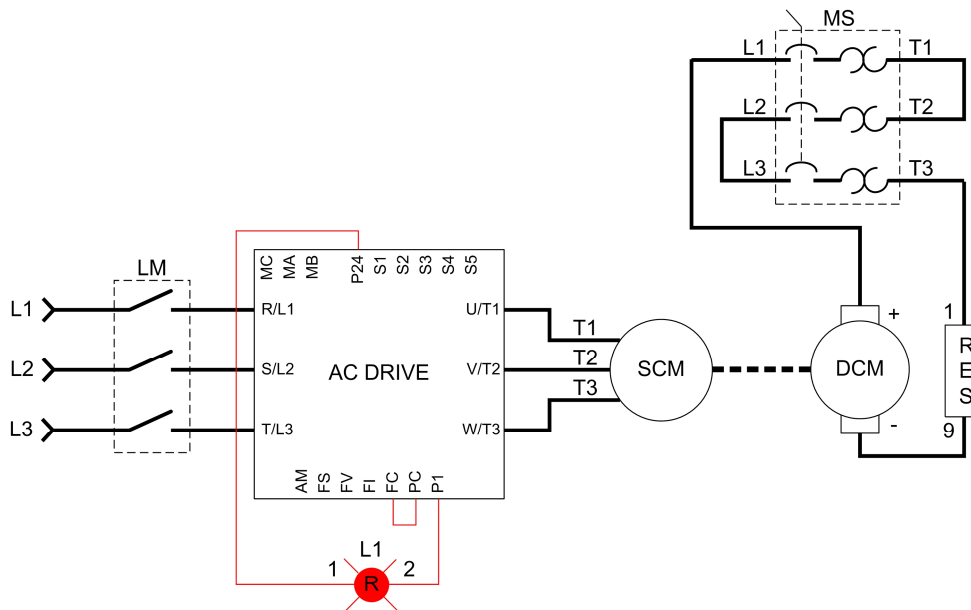 MS
L1 T1
L2 T2
L3 T3
LM
MC MA MB P24 S1 S2 S3 S4 S5
L1 R/L1 U/T1 T1
L2 S/L2 AC DRIVE V/T2 T2 SCM DCM
L3 T/L3 W/T3 T3
+ 1
RES
- 9
AM FS FV FI FC PC P1
L1
1 R 2